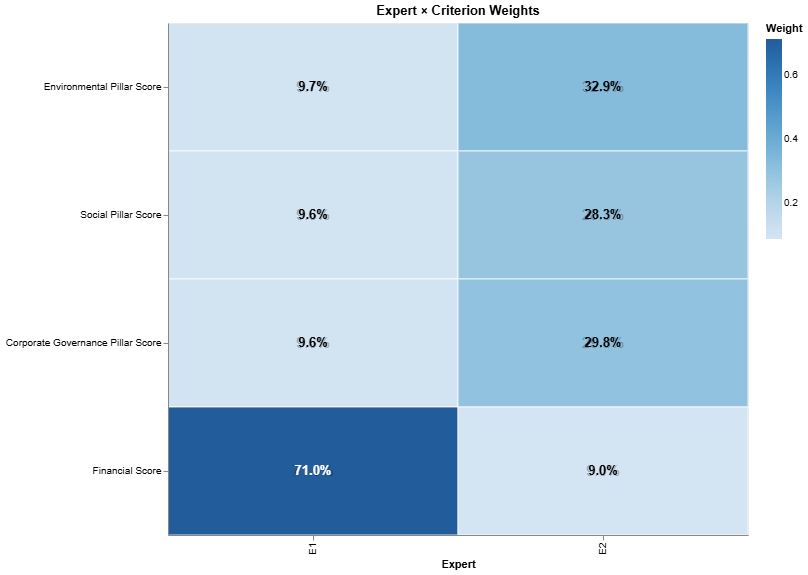 Expert × Criterion Weights
Weight
Environmental Pillar Score 9.7% 32.9%
0.6
0.4
Social Pillar Score 9.6% 28.3%
0.2
Corporate Governance Pillar Score 9.6% 29.8%
Financial Score 71.0% 9.0%
E1 E2
Expert